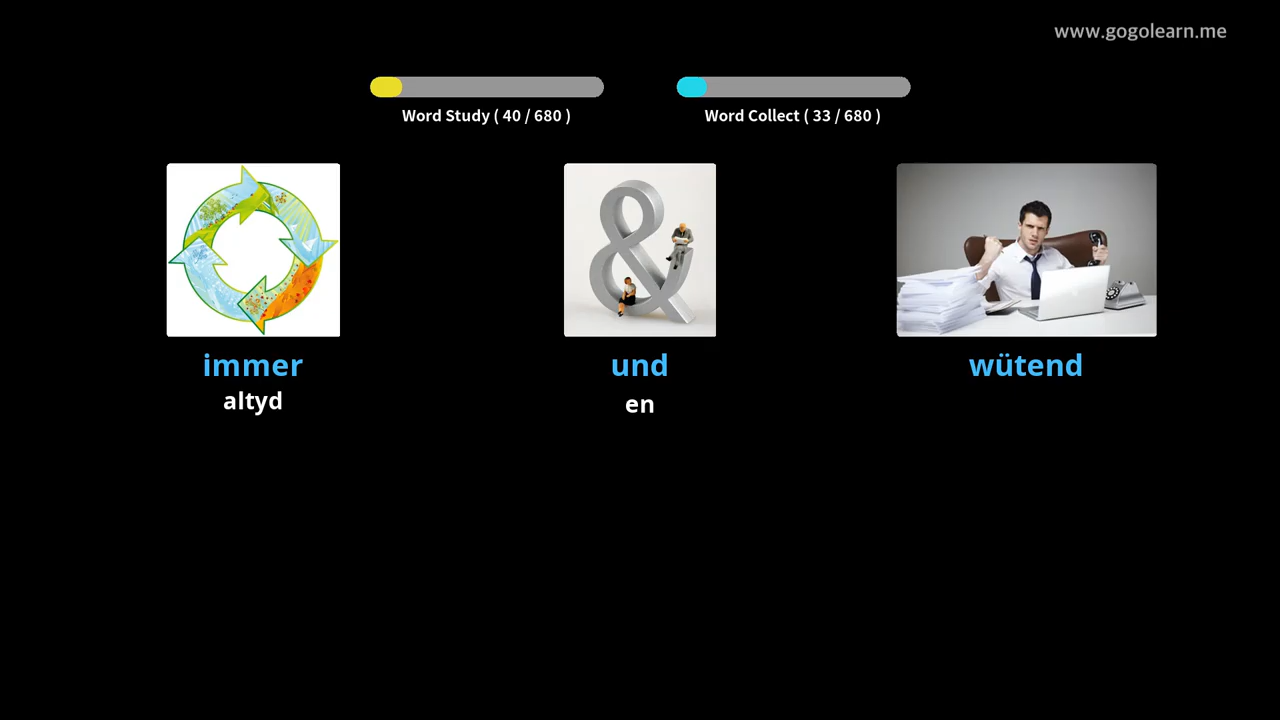 www.gogolearn.me
Word Study ( 40 / 680 )
Word Collect ( 33 / 680 )
immer
altyd
und
en
wütend